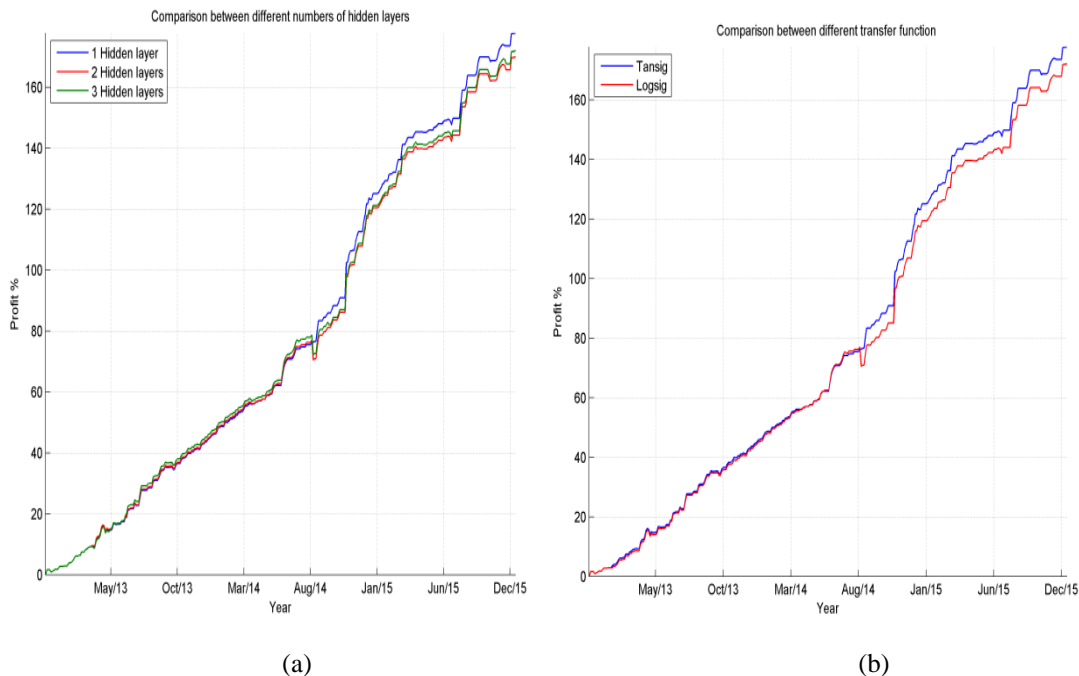 Comparison between different numbers of hidden layers
1 Hidden layer
2 Hidden layers
3 Hidden layers
160
140
120
100
80
60
40
20
0
Profit %
May/13 Oct/13 Mar/14 Aug/14 Jan/15 Jun/15 Dec/15
Year
(a)
Comparison between different transfer function
Tansig
Logsig
160
140
120
100
80
60
40
20
0
Profit %
May/13 Oct/13 Mar/14 Aug/14 Jan/15 Jun/15 Dec/15
Year
(b)